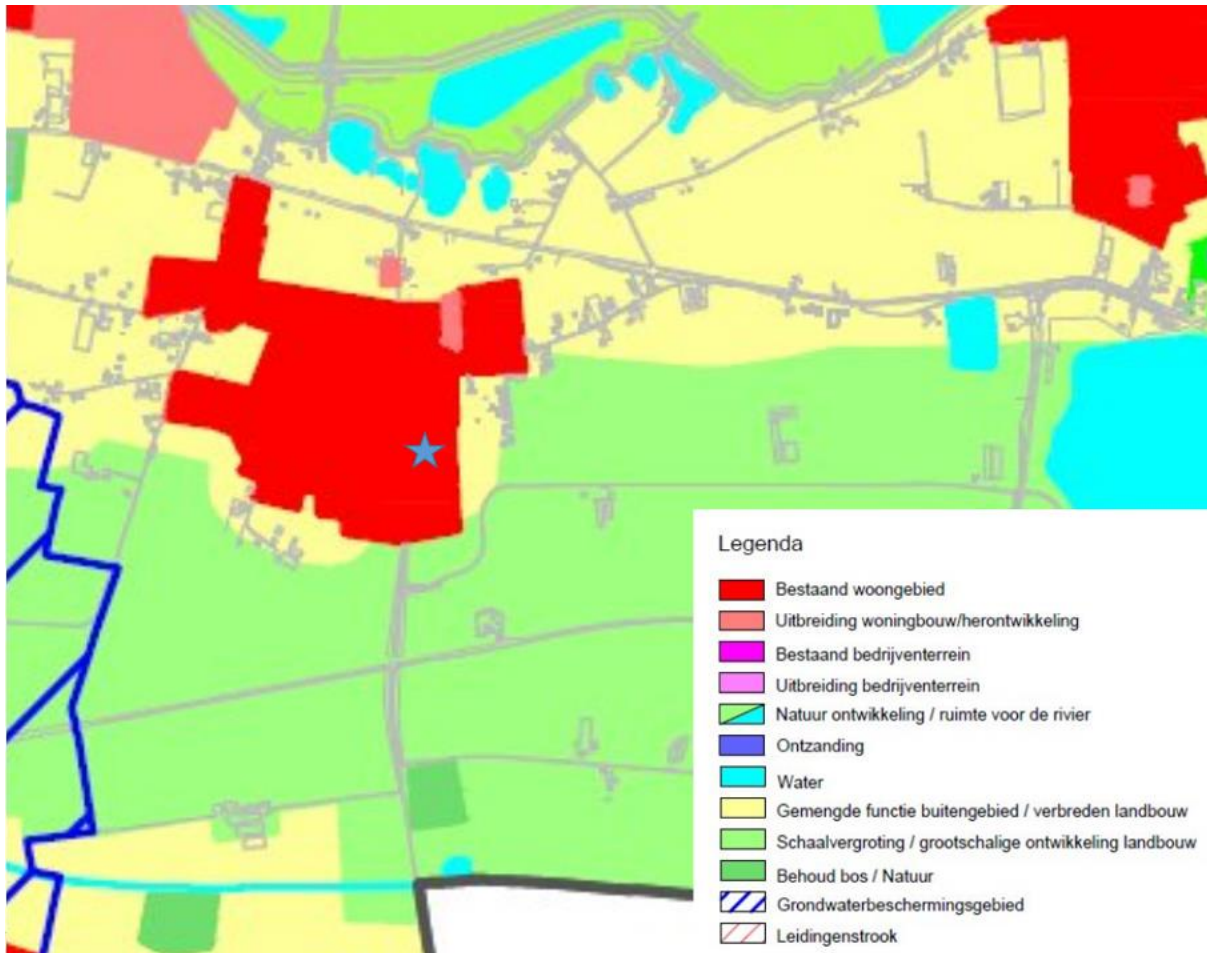 Legenda
Bestaand woongebied
Uitbreiding woningbouw/herontwikkeling
Bestaand bedrijventerrein
Uitbreiding bedrijventerrein
Natuur ontwikkeling / ruimte voor de rivier
Ontzanding
Water
Gemengde functie buitengebied / verbreden landbouw
Schaalvergroting / grootschalige ontwikkeling landbouw
Behoud bos / Natuur
Grondwaterbeschermingsgebied
Leidingenstrook